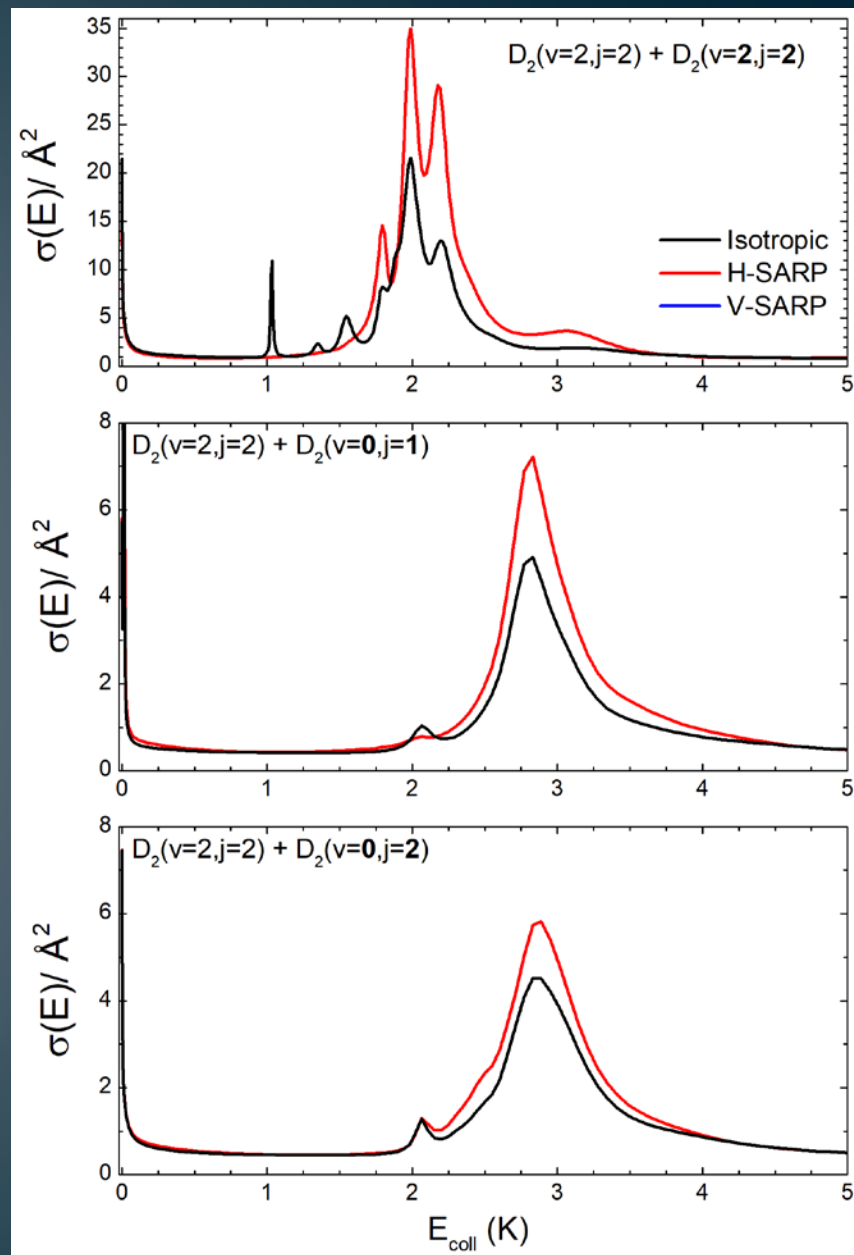 D₂(v=2,j=2) + D₂(v=2,j=2)
σ(E)/ Å²
35
30
25
20
15
10
5
0
Isotropic
H-SARP
V-SARP
0 1 2 3 4 5
D₂(v=2,j=2) + D₂(v=0,j=1)
σ(E)/ Å²
8
6
4
2
0
0 1 2 3 4 5
D₂(v=2,j=2) + D₂(v=0,j=2)
σ(E)/ Å²
8
6
4
2
0
0 1 2 3 4 5
E_coll (K)